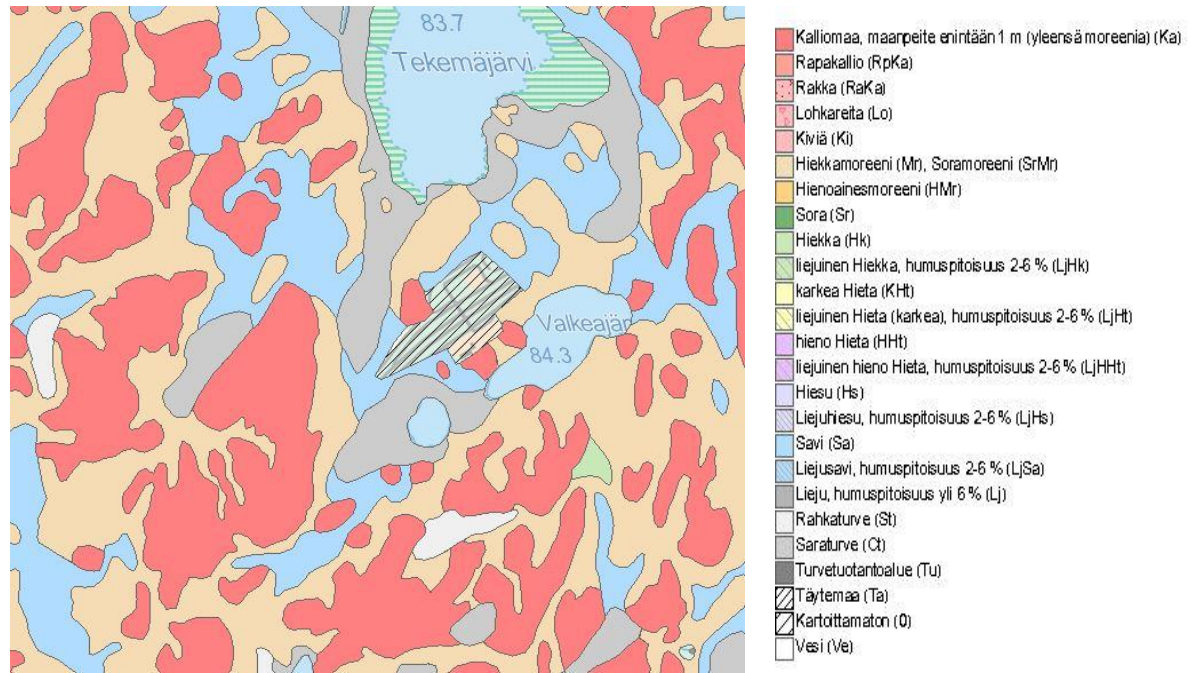 83.7
Tekemäjärvi
Valkeajär
84.3
Kalliomaa, maanpeite enintään 1 m (yleensä moreenia) (Ka)
Rapakallio (RpKa)
Rakka (RaKa)
Lohkareita (Lo)
Kiviä (Ki)
Hiekkamoreeni (Mr), Soramoreeni (SrMr)
Hienoainesmoreeni (HMr)
Sora (Sr)
Hiekka (Hk)
liejuinen Hiekka, humuspitoisuus 2-6 % (LjHk)
karkea Hieta (KHt)
liejuinen Hieta (karkea), humuspitoisuus 2-6 % (LjHt)
hieno Hieta (HHt)
liejuinen hieno Hieta, humuspitoisuus 2-6 % (LjHHt)
Hiesu (Hs)
Liejuhiesu, humuspitoisuus 2-6 % (LjHs)
Savi (Sa)
Liejusavi, humuspitoisuus 2-6 % (LjSa)
Lieju, humuspitoisuus yli 6 % (Lj)
Rahkaturve (St)
Saraturve (Ct)
Turvetuotantoalue (Tu)
Täytemaa (Ta)
Kartoittamaton (0)
Vesi (Ve)